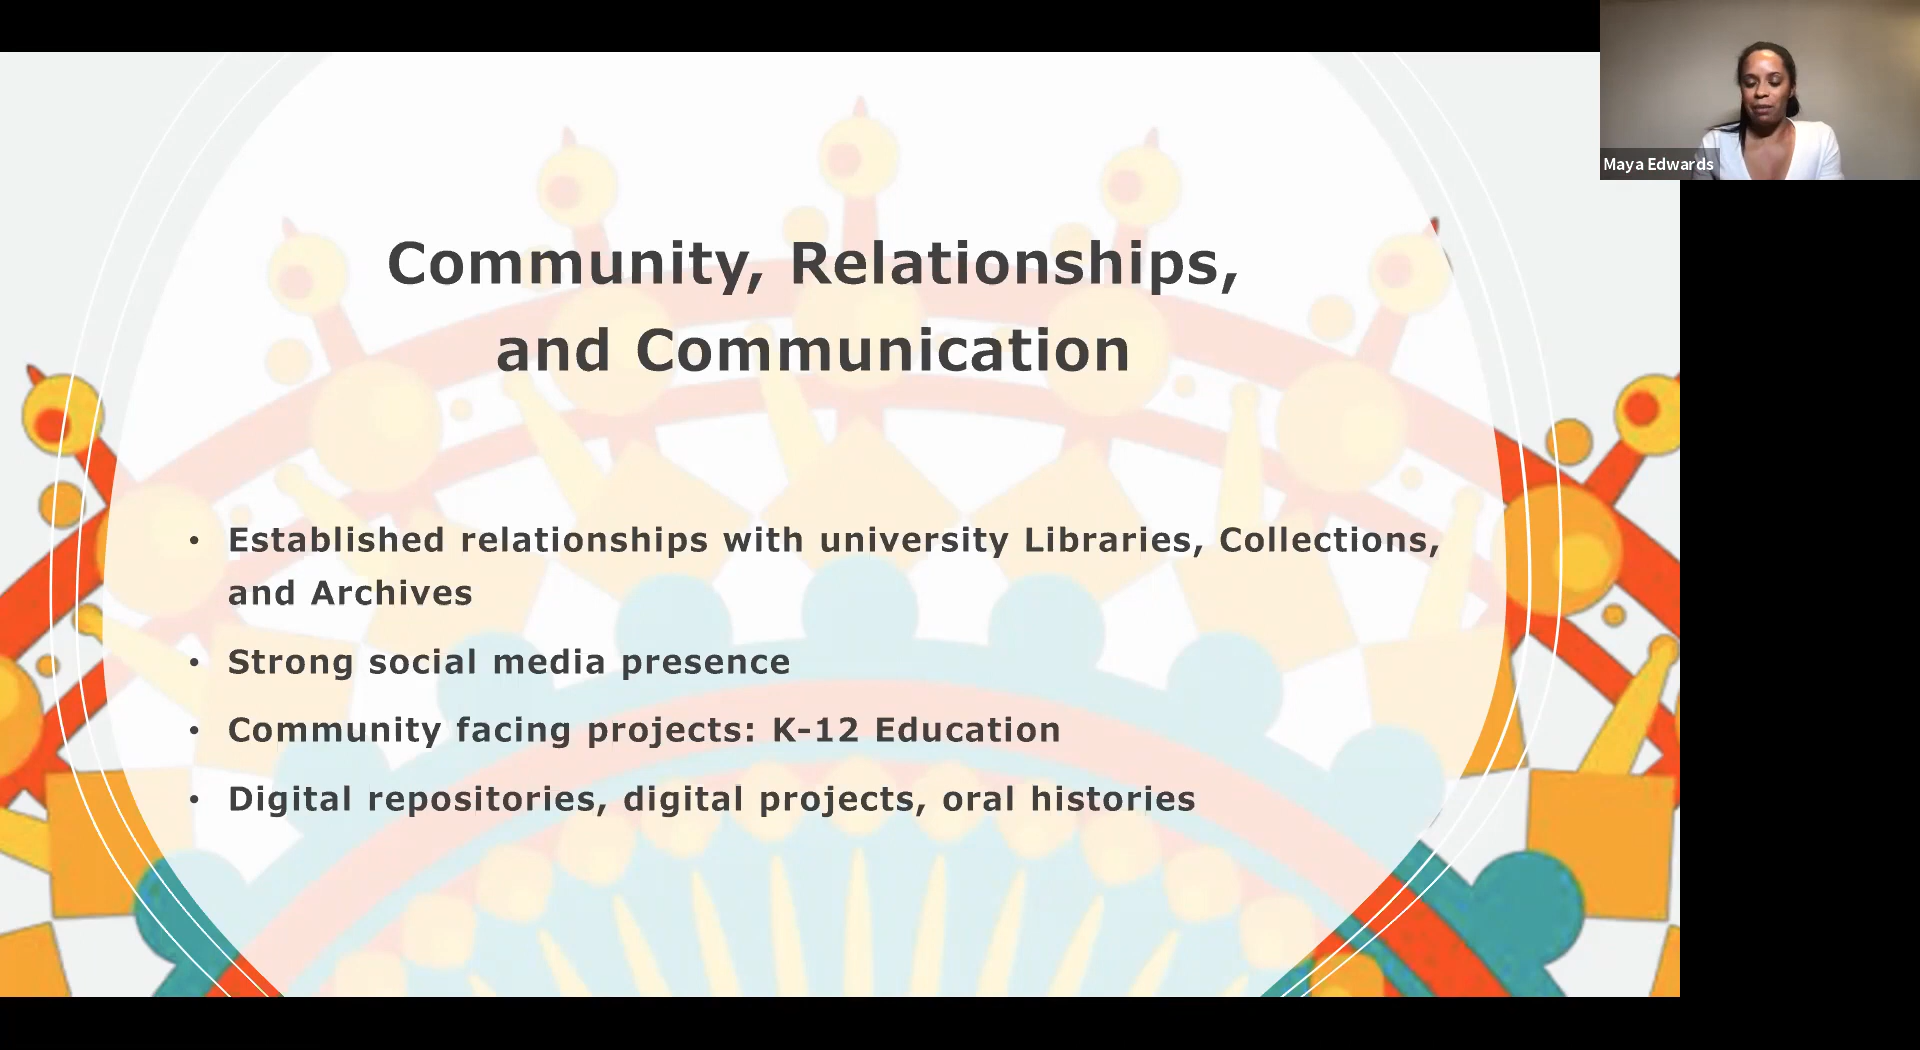 Maya Edwards
Community, Relationships,
and Communication
• Established relationships with university Libraries, Collections,
and Archives
• Strong social media presence
• Community facing projects: K-12 Education
• Digital repositories, digital projects, oral histories